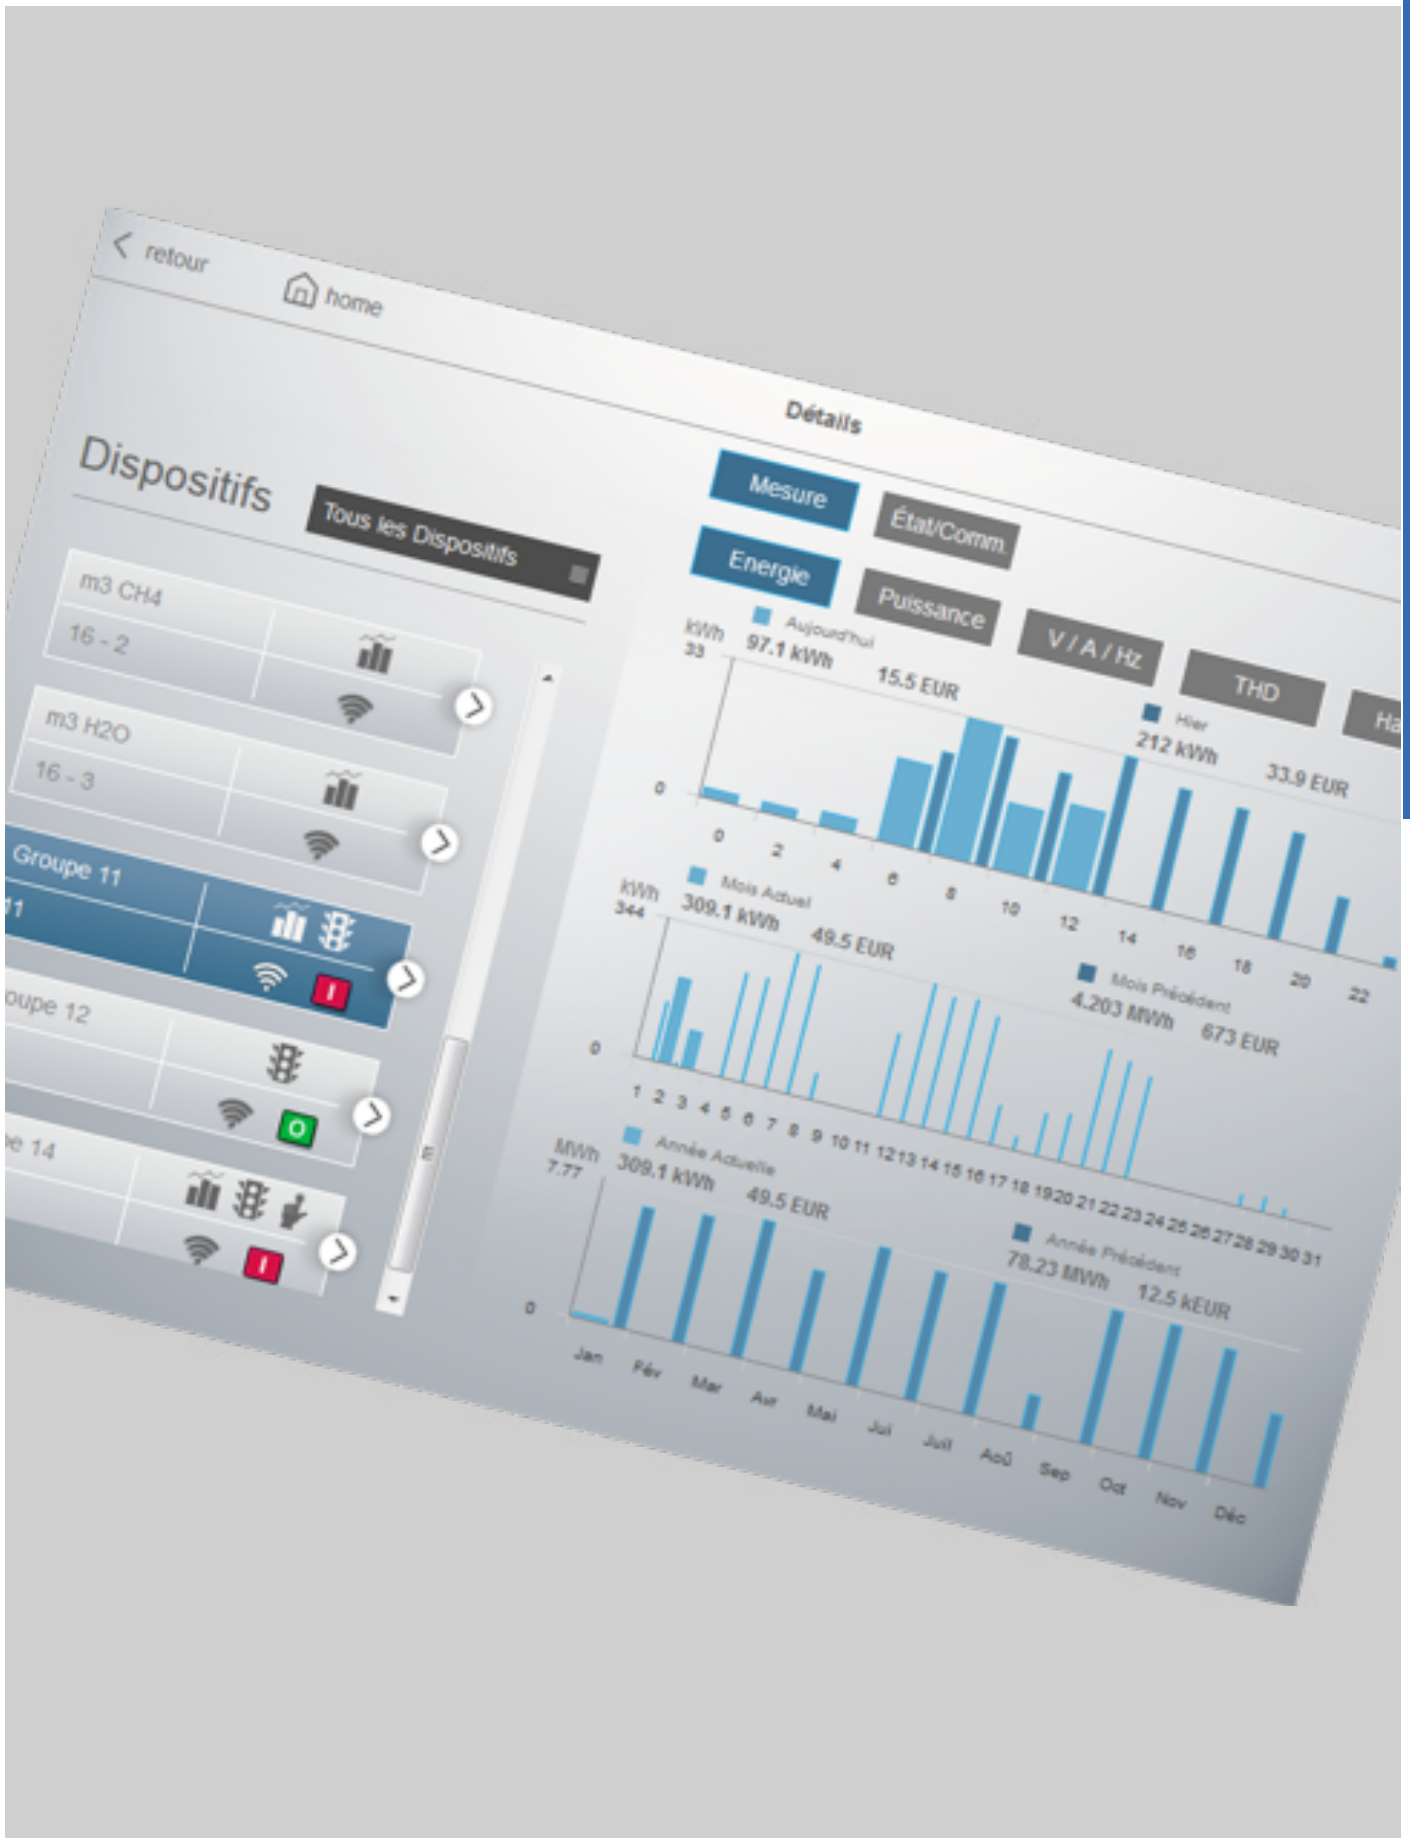 retour
home
Détails
Dispositifs
Tous les Dispositifs
m3 CH4
16 - 2
m3 H2O
16 - 3
Groupe 11
11
oupe 12
pe 14
Mesure
État/Comm.
Energie
Puissance
V / A / Hz
THD
Ha
kWh
33
Aujourd'hui
97.1 kWh
15.5 EUR
Hier
212 kWh
33.9 EUR
0
0 2 4 6 8 10 12 14 16 18 20 22
kWh
344
Mois Actuel
309.1 kWh
49.5 EUR
Mois Précédent
4.203 MWh
673 EUR
0
1 2 3 4 5 6 7 8 9 10 11 12 13 14 15 16 17 18 19 20 21 22 23 24 25 26 27 28 29 30 31
MWh
7.77
Année Actuelle
309.1 kWh
49.5 EUR
Année Précédent
78.23 MWh
12.5 kEUR
0
Jan Fév Mar Avr Mai Jui Juil Aoû Sep Oct Nov Déc
I
O
I